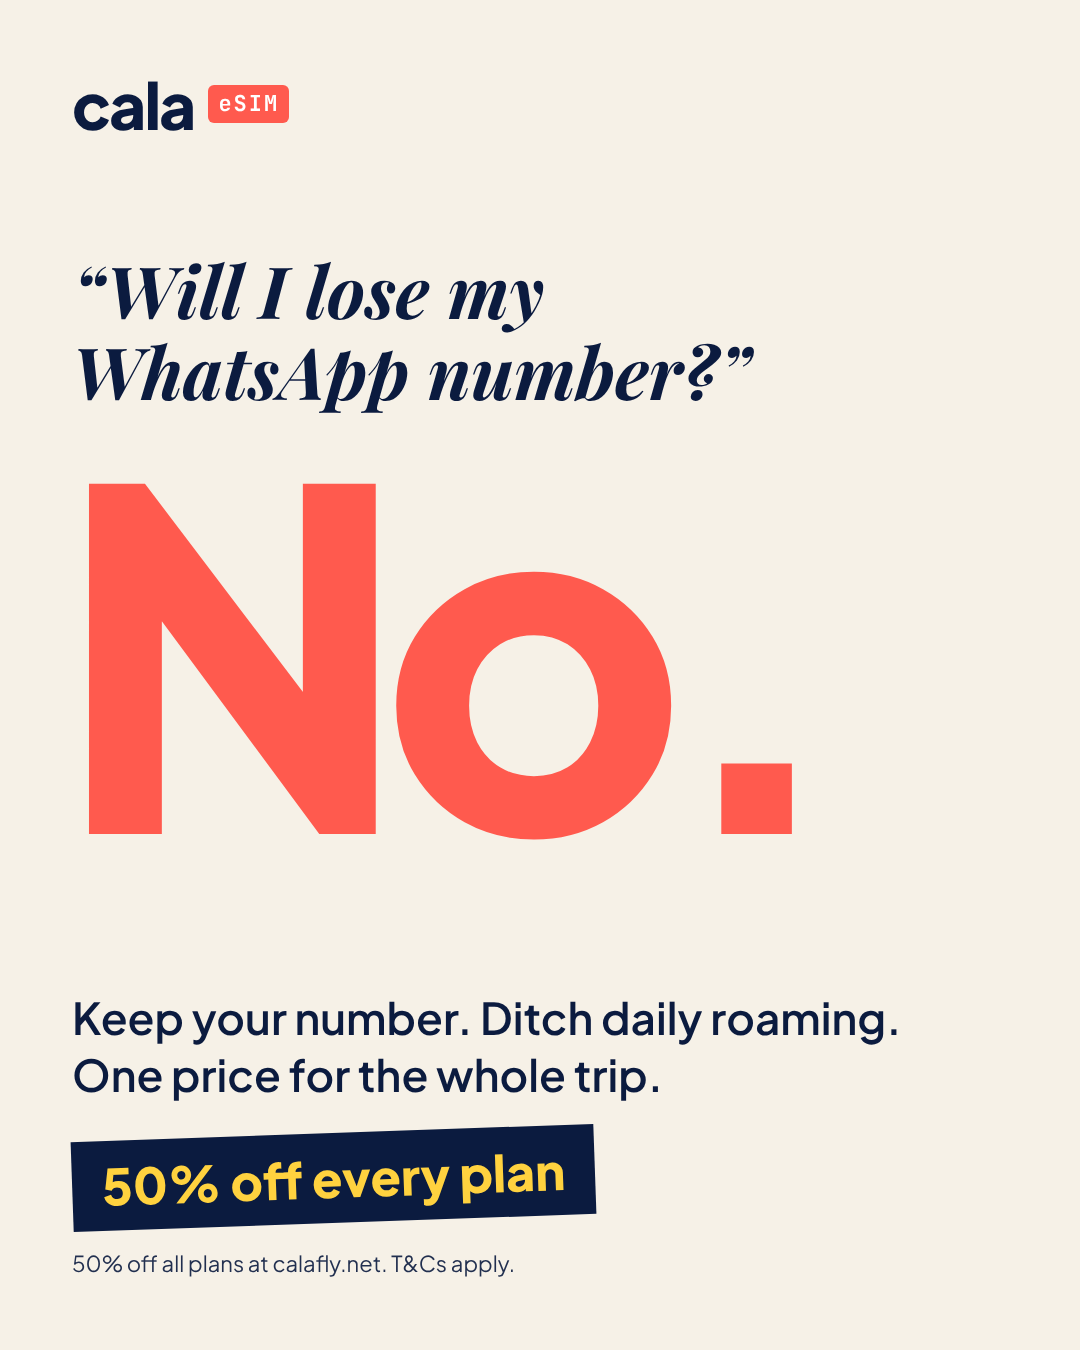 cala eSIM
“Will I lose my
WhatsApp number?”
No.
Keep your number. Ditch daily roaming.
One price for the whole trip.
50% off every plan
50% off all plans at calafly.net. T&Cs apply.